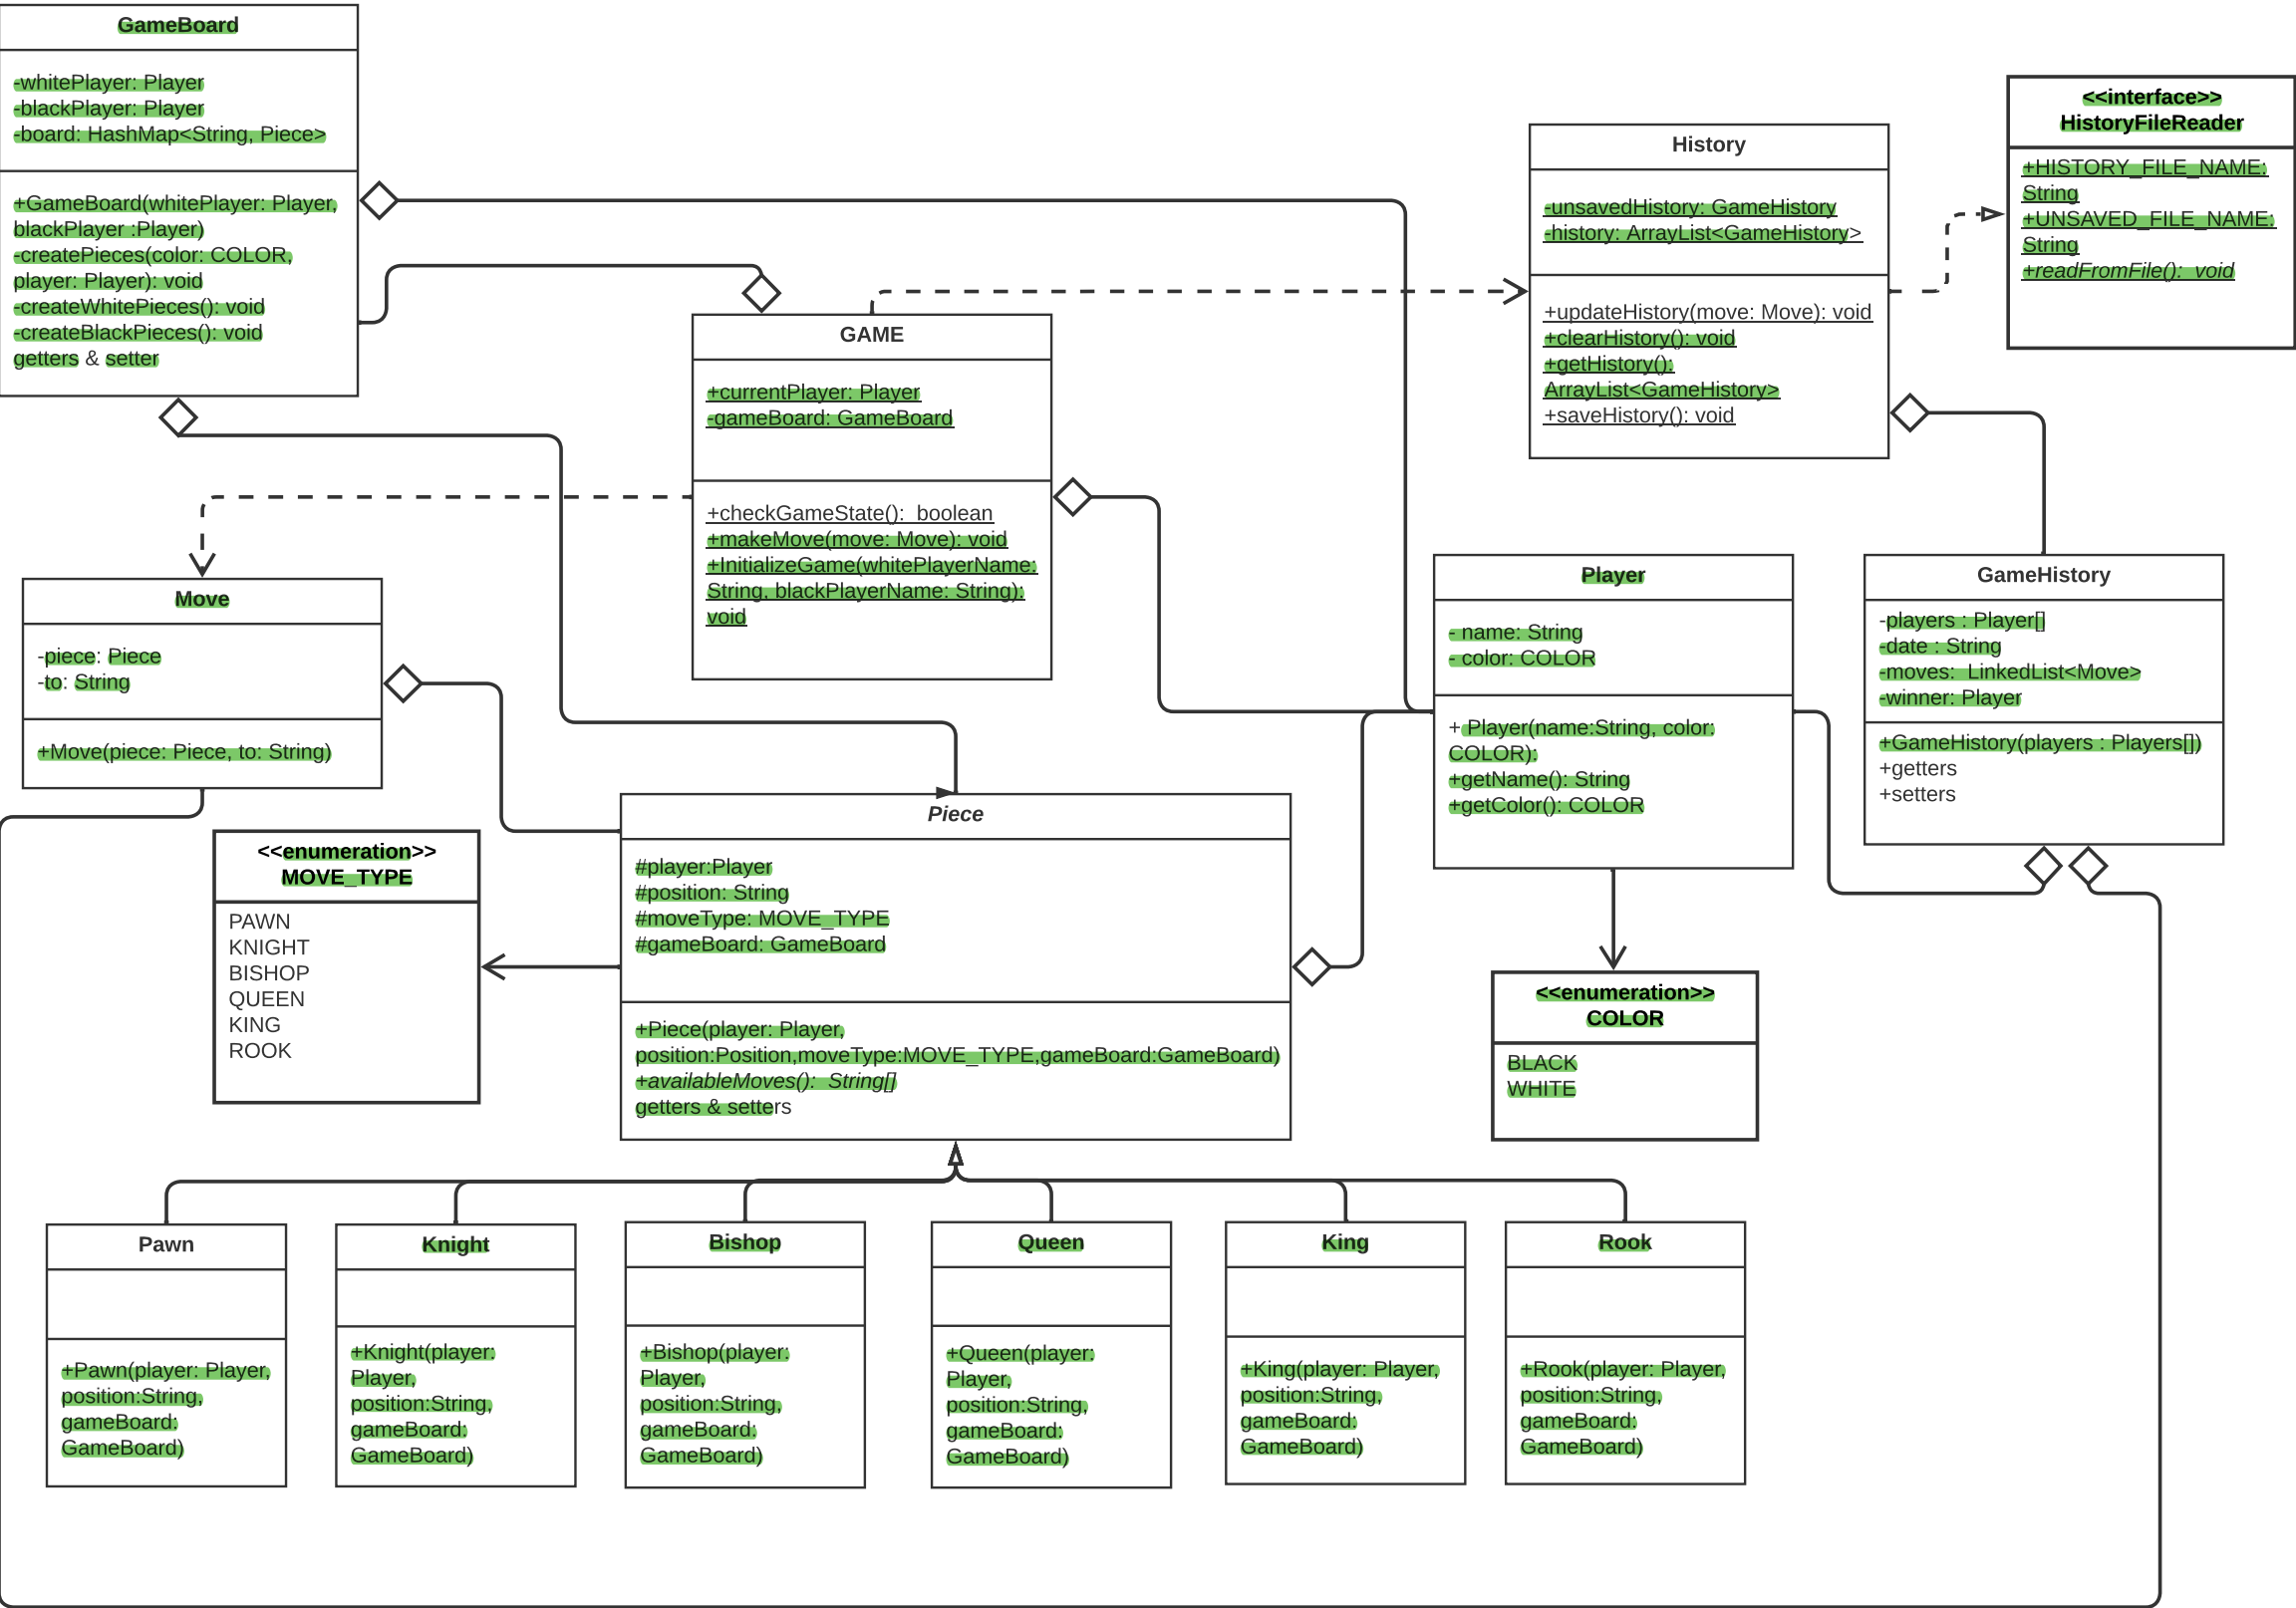 GameBoard
-whitePlayer: Player
-blackPlayer: Player
-board: HashMap<String, Piece>
+GameBoard(whitePlayer: Player,
blackPlayer :Player)
-createPieces(color: COLOR,
player: Player): void
-createWhitePieces(): void
-createBlackPieces(): void
getters & setter
<<interface>>
HistoryFileReader
+HISTORY_FILE_NAME:
String
+UNSAVED_FILE_NAME:
String
+readFromFile():  void
History
-unsavedHistory: GameHistory
-history: ArrayList<GameHistory>
+updateHistory(move: Move): void
+clearHistory(): void
+getHistory():
ArrayList<GameHistory>
+saveHistory(): void
GAME
+currentPlayer: Player
-gameBoard: GameBoard
+checkGameState():  boolean
+makeMove(move: Move): void
+InitializeGame(whitePlayerName:
String, blackPlayerName: String):
void
Move
-piece: Piece
-to: String
+Move(piece: Piece, to: String)
Player
- name: String
- color: COLOR
+ Player(name:String, color:
COLOR):
+getName(): String
+getColor(): COLOR
GameHistory
-players : Player[]
-date : String
-moves:  LinkedList<Move>
-winner: Player
+GameHistory(players : Players[])
+getters
+setters
<<enumeration>>
MOVE_TYPE
PAWN
KNIGHT
BISHOP
QUEEN
KING
ROOK
Piece
#player:Player
#position: String
#moveType: MOVE_TYPE
#gameBoard: GameBoard
+Piece(player: Player,
position:Position,moveType:MOVE_TYPE,gameBoard:GameBoard)
+availableMoves():  String[]
getters & setters
<<enumeration>>
COLOR
BLACK
WHITE
Pawn
+Pawn(player: Player,
position:String,
gameBoard:
GameBoard)
Knight
+Knight(player:
Player,
position:String,
gameBoard:
GameBoard)
Bishop
+Bishop(player:
Player,
position:String,
gameBoard:
GameBoard)
Queen
+Queen(player:
Player,
position:String,
gameBoard:
GameBoard)
King
+King(player: Player,
position:String,
gameBoard:
GameBoard)
Rook
+Rook(player: Player,
position:String,
gameBoard:
GameBoard)